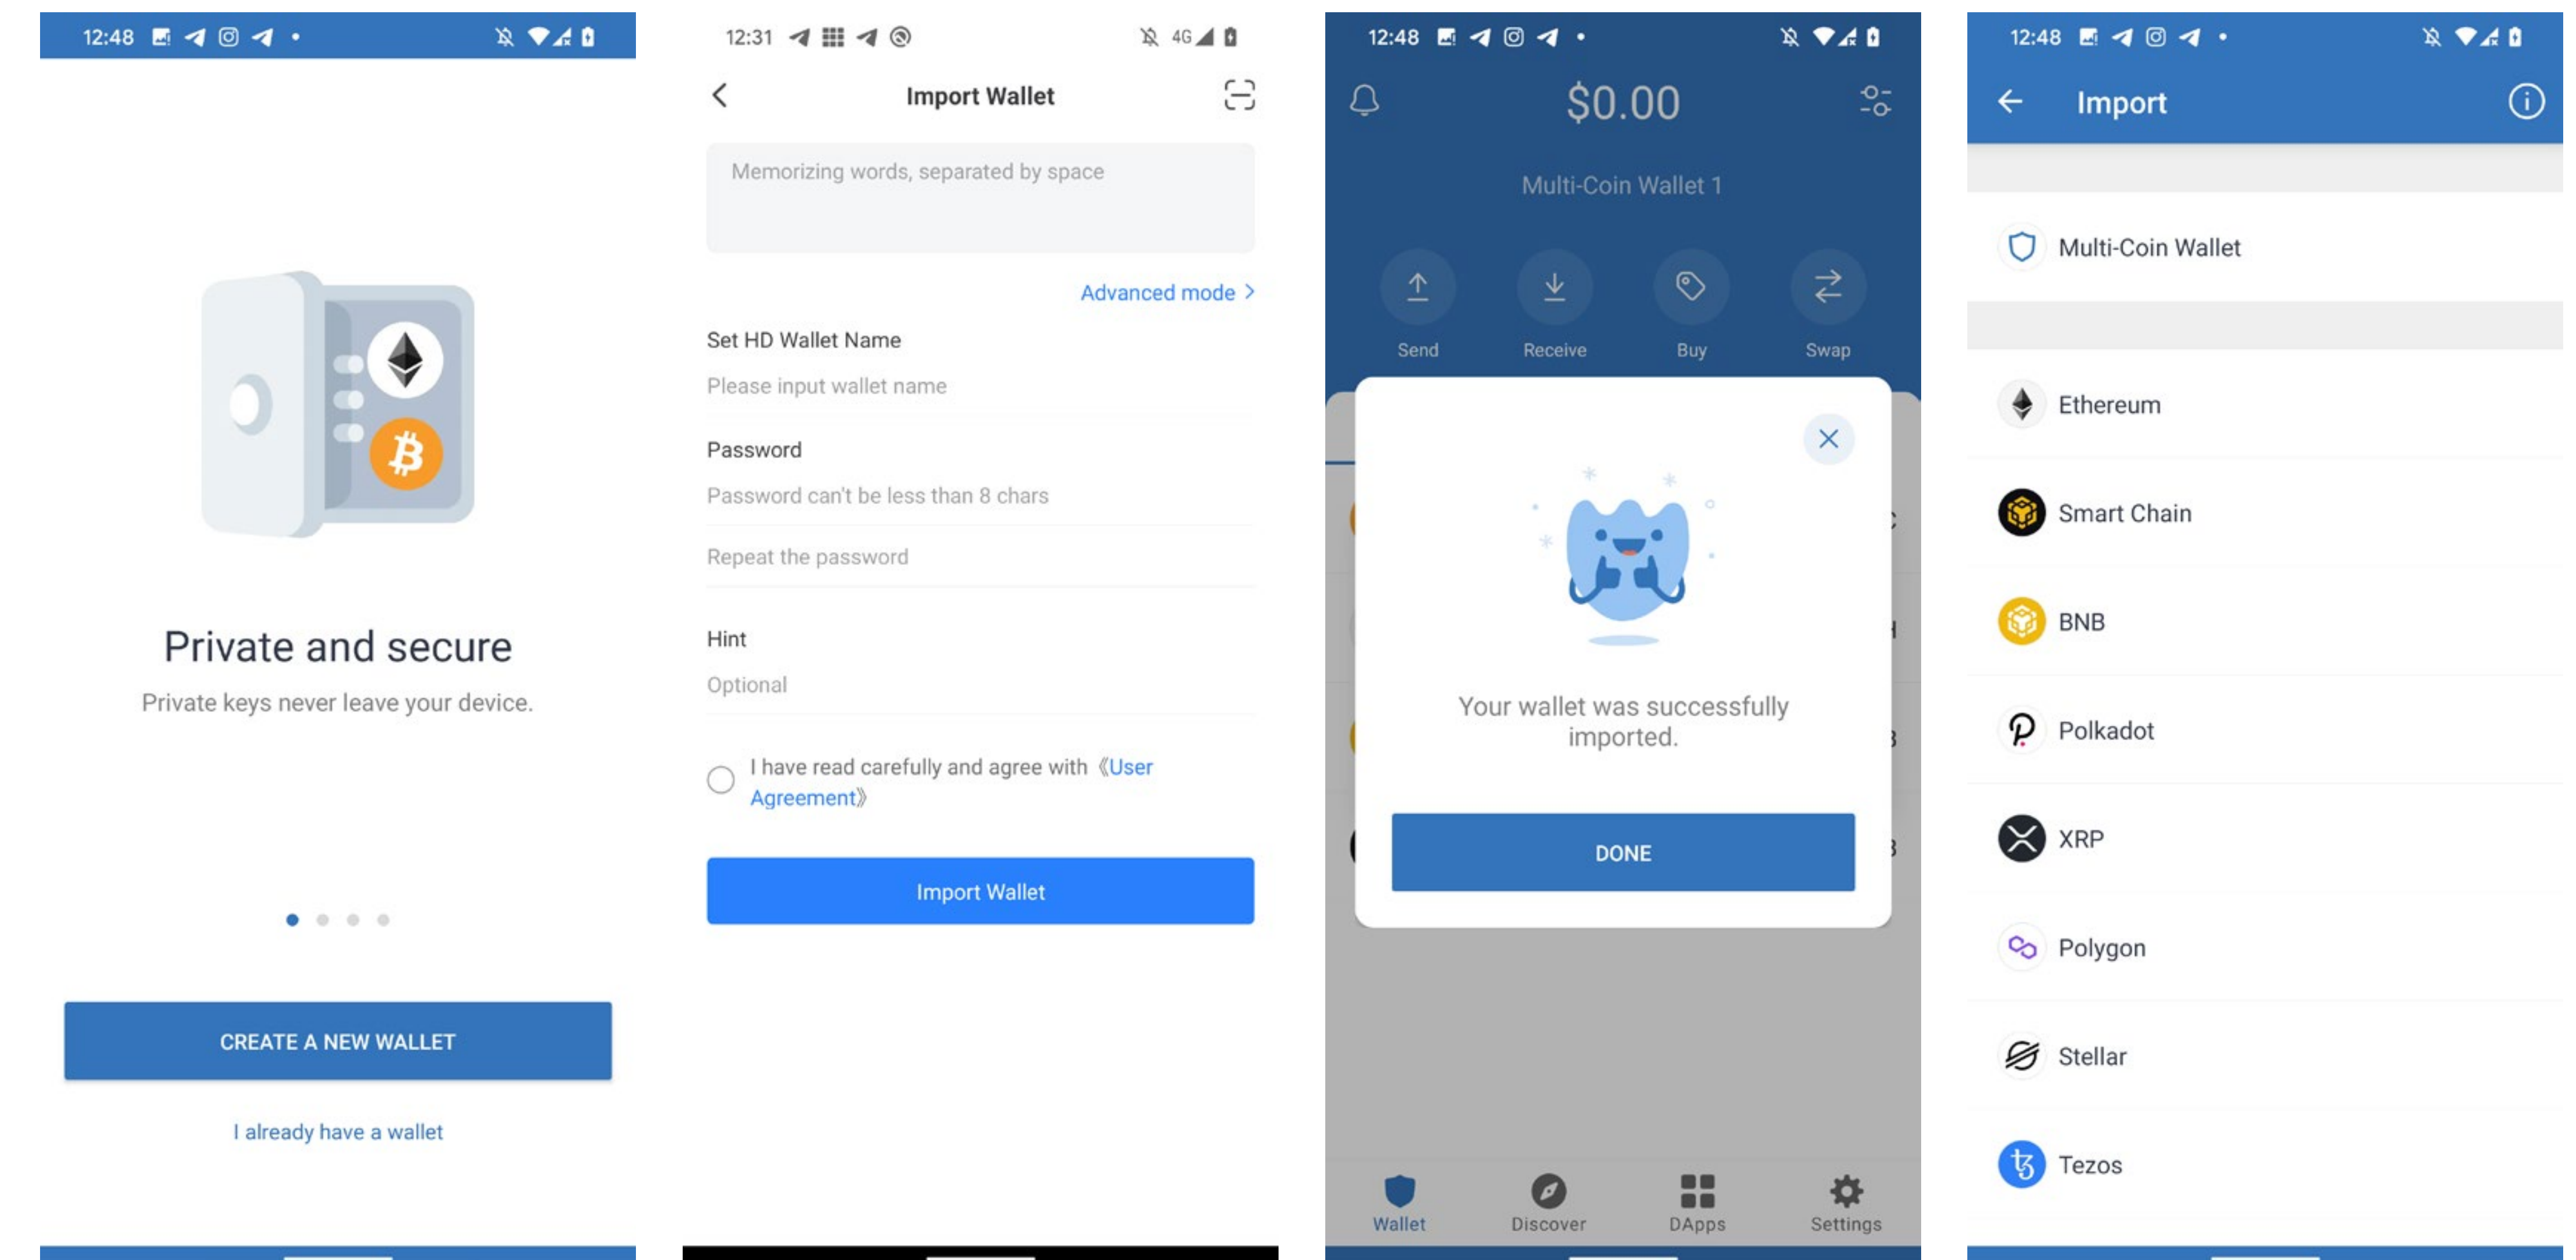 12:48
Private and secure
Private keys never leave your device.
CREATE A NEW WALLET
I already have a wallet
12:31
4G
Import Wallet
Memorizing words, separated by space
Advanced mode >
Set HD Wallet Name
Please input wallet name
Password
Password can't be less than 8 chars
Repeat the password
Hint
Optional
I have read carefully and agree with 《User
Agreement》
Import Wallet
12:48
$0.00
Multi-Coin Wallet 1
Send Receive Buy Swap
Your wallet was successfully
imported.
DONE
Wallet Discover DApps Settings
12:48
Import
Multi-Coin Wallet
Ethereum
Smart Chain
BNB
Polkadot
XRP
Polygon
Stellar
Tezos